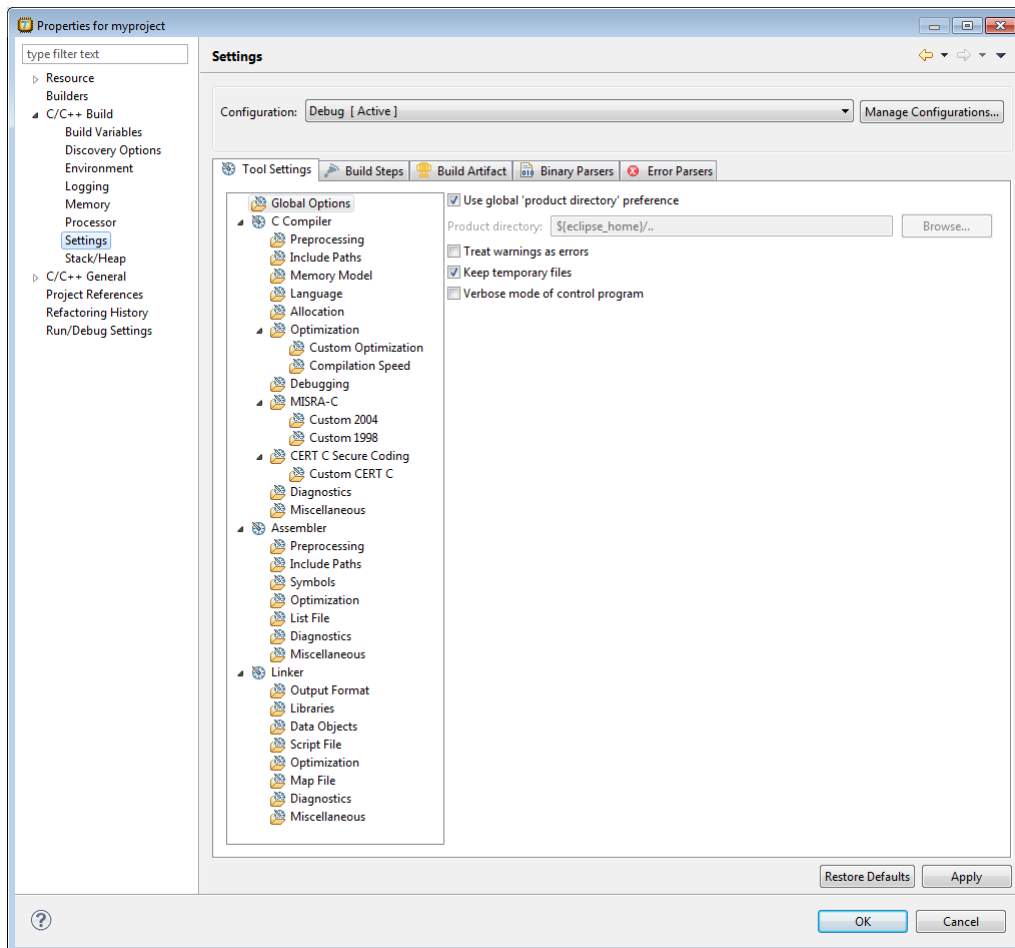 Properties for myproject
type filter text
Resource
Builders
C/C++ Build
Build Variables
Discovery Options
Environment
Logging
Memory
Processor
Settings
Stack/Heap
C/C++ General
Project References
Refactoring History
Run/Debug Settings
Settings
Configuration: Debug [ Active ] Manage Configurations...
Tool Settings Build Steps Build Artifact Binary Parsers Error Parsers
Global Options
C Compiler
Preprocessing
Include Paths
Memory Model
Language
Allocation
Optimization
Custom Optimization
Compilation Speed
Debugging
MISRA-C
Custom 2004
Custom 1998
CERT C Secure Coding
Custom CERT C
Diagnostics
Miscellaneous
Assembler
Preprocessing
Include Paths
Symbols
Optimization
List File
Diagnostics
Miscellaneous
Linker
Output Format
Libraries
Data Objects
Script File
Optimization
Map File
Diagnostics
Miscellaneous
Use global 'product directory' preference
Product directory: ${eclipse_home}/.. Browse...
Treat warnings as errors
Keep temporary files
Verbose mode of control program
Restore Defaults Apply
? OK Cancel